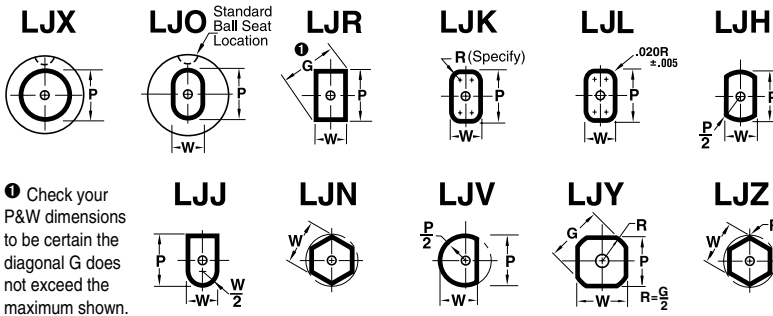 LJX
LJO
Standard
Ball Seat
Location
LJR
LJK
LJL
LJH
P
P
W
❶
G
P
W
R (Specify)
P
W
.020R
±.005
P
W
P
P/2
W
❶ Check your
P&W dimensions
to be certain the
diagonal G does
not exceed the
maximum shown.
LJJ
LJN
LJV
LJY
LJZ
P
W/2
W
W
P/2
P
W
G
R
P
W
R=G/2
W